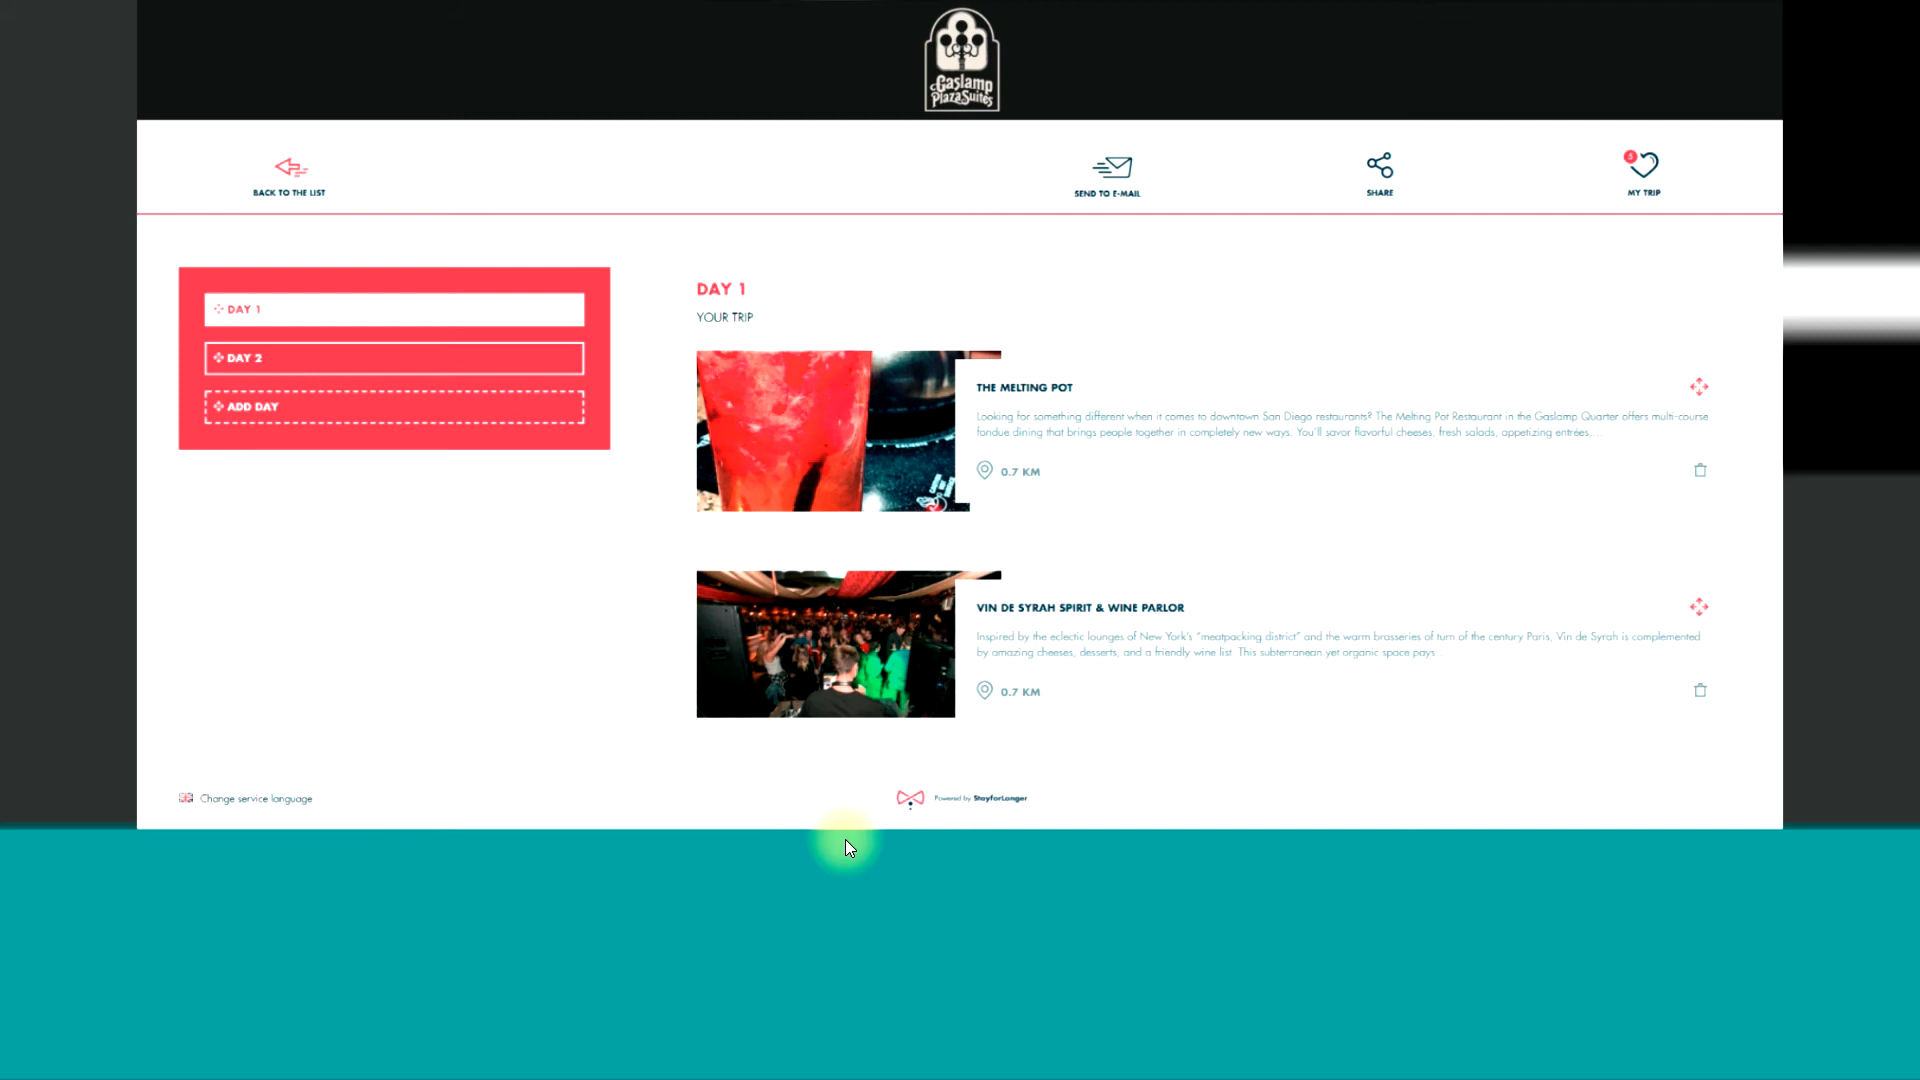 Gaslamp
Plaza Suites
BACK TO THE LIST
SEND TO E-MAIL
SHARE
3
MY TRIP
DAY 1
DAY 2
ADD DAY
DAY 1
YOUR TRIP
THE MELTING POT
Looking for something different when it comes to downtown San Diego restaurants? The Melting Pot Restaurant in the Gaslamp Quarter offers multi-course
fondue dining that brings people together in completely new ways. You'll savor flavorful cheeses, fresh salads, appetizing entrées,...
0.7 KM
VIN DE SYRAH SPIRIT & WINE PARLOR
Inspired by the eclectic lounges of New York's "meatpacking district" and the warm brasseries of turn of the century Paris, Vin de Syrah is complemented
by amazing cheeses, desserts, and a friendly wine list. This subterranean yet organic space pays...
0.7 KM
Change service language
Powered by StayforLonger